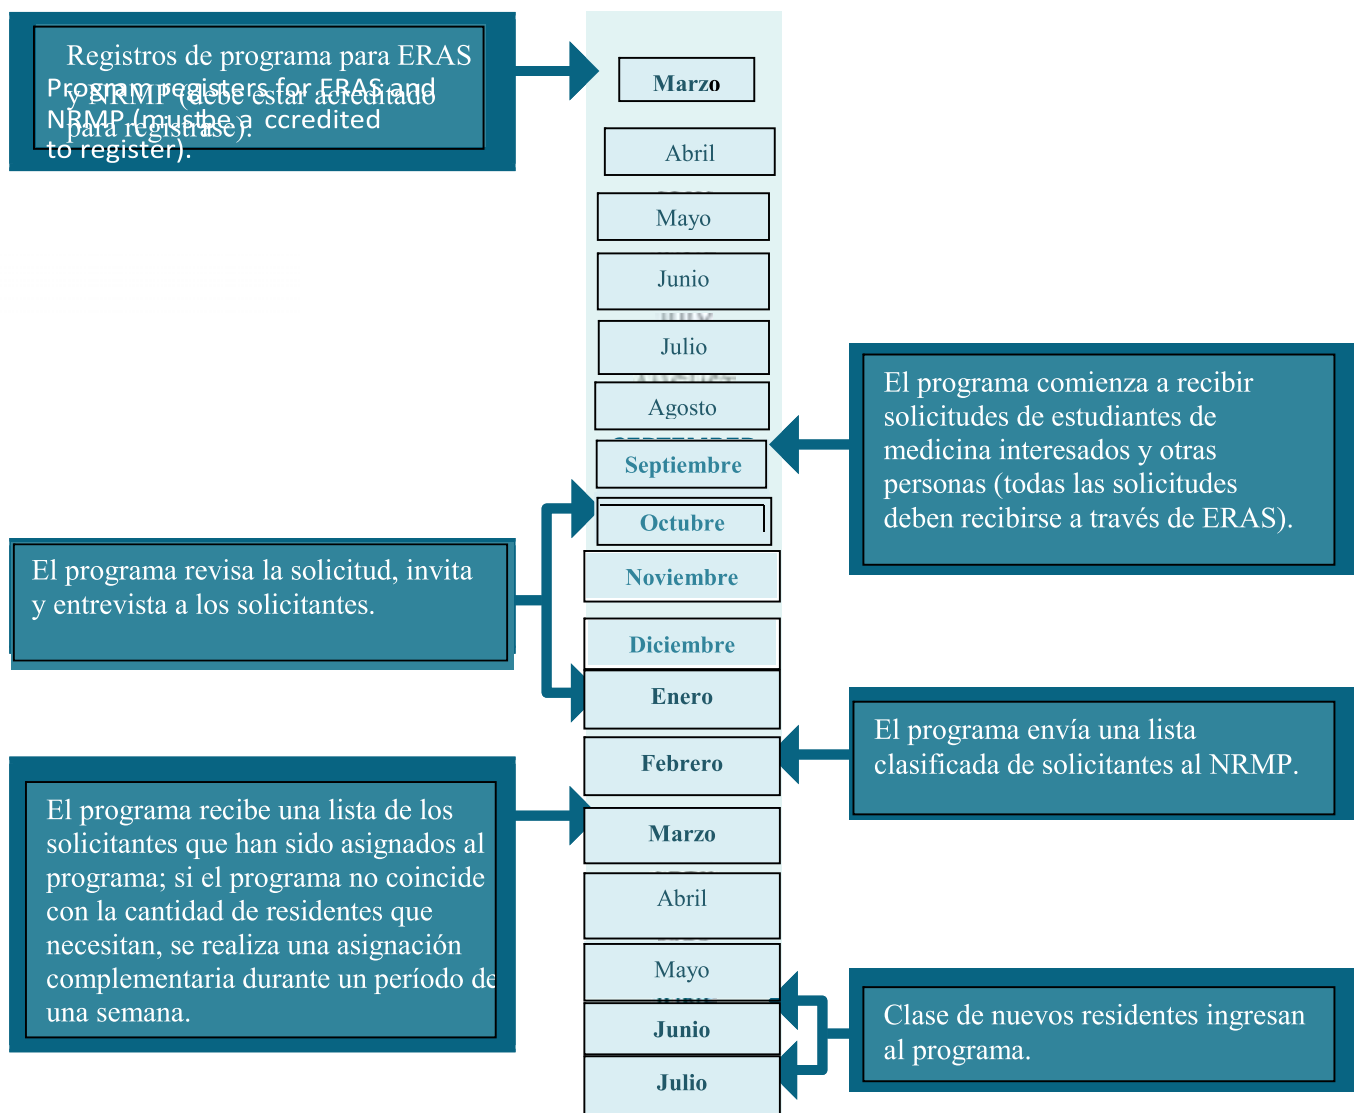 Registros de programa para ERAS
y NRMP (debe estar acreditado
para registrarse).
Program registers for ERAS and
NRMP (must be a ccredited
to register).
Marzo
Abril
Mayo
Junio
Julio
Agosto
Septiembre
Octubre
Noviembre
Diciembre
Enero
Febrero
Marzo
Abril
Mayo
Junio
Julio
El programa comienza a recibir
solicitudes de estudiantes de
medicina interesados y otras
personas (todas las solicitudes
deben recibirse a través de ERAS).
El programa revisa la solicitud, invita
y entrevista a los solicitantes.
El programa envía una lista
clasificada de solicitantes al NRMP.
El programa recibe una lista de los
solicitantes que han sido asignados al
programa; si el programa no coincide
con la cantidad de residentes que
necesitan, se realiza una asignación
complementaria durante un período de
una semana.
Clase de nuevos residentes ingresan
al programa.